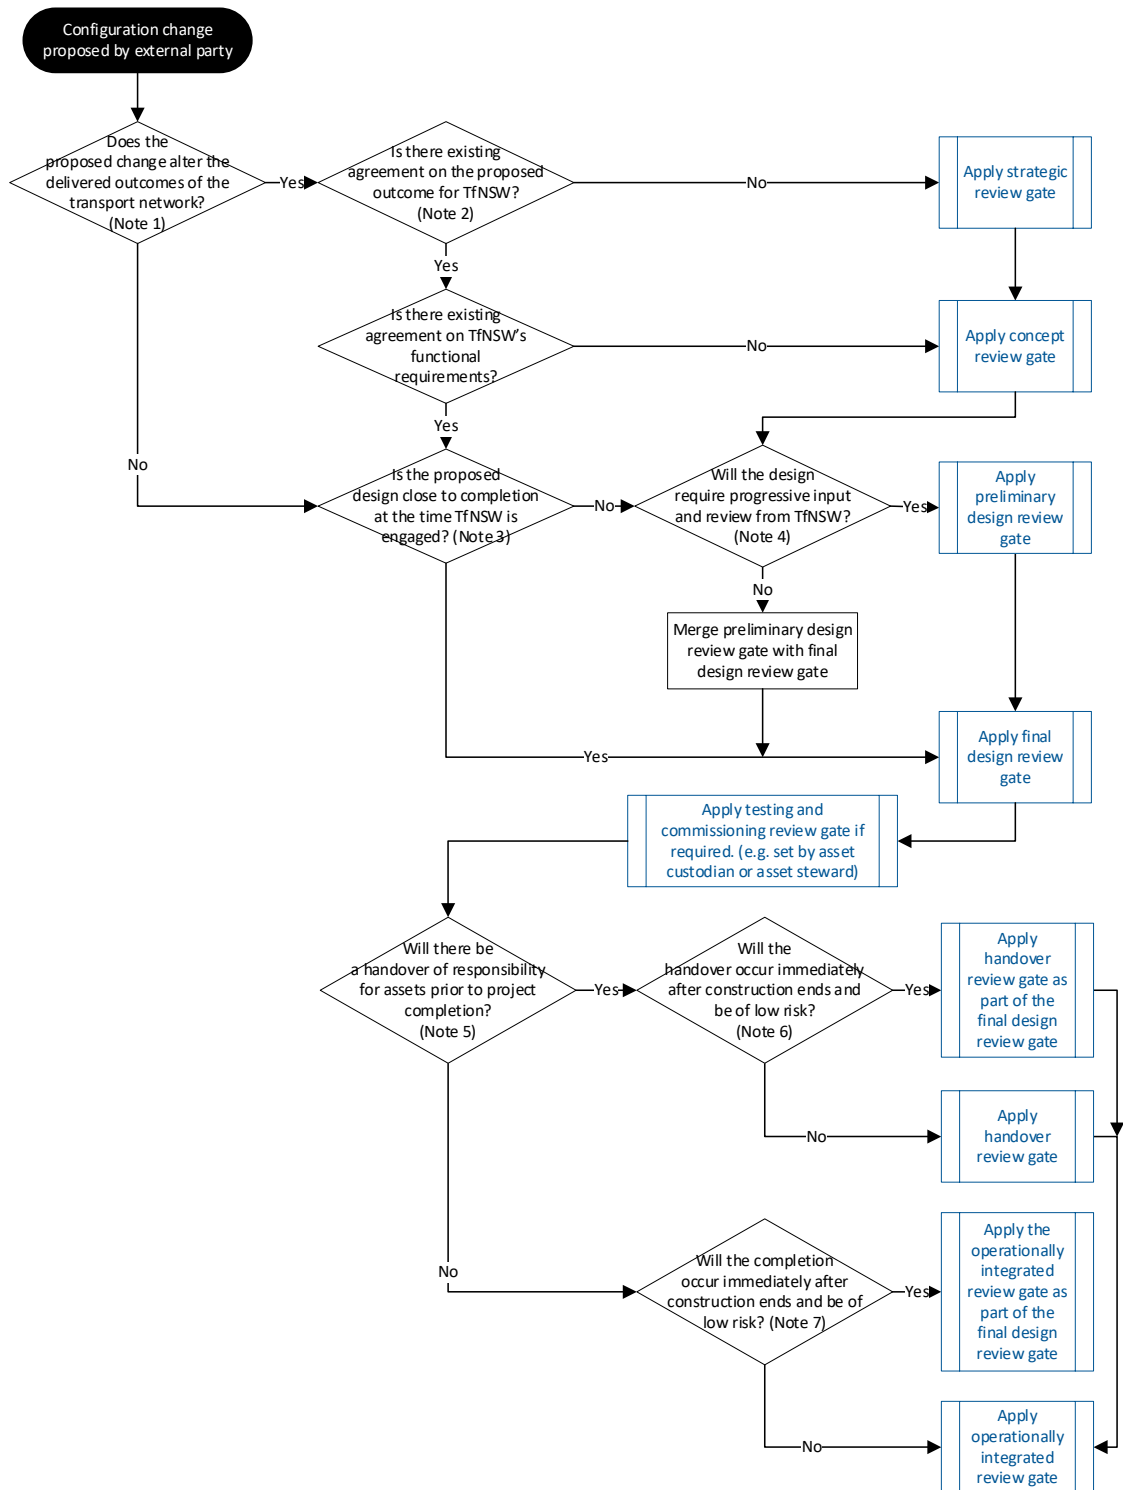 Configuration change
proposed by external party
Does the
proposed change alter the
delivered outcomes of the
transport network?
(Note 1)
Yes
Is there existing
agreement on the proposed
outcome for TfNSW?
(Note 2)
No
Apply strategic
review gate
Yes
Is there existing
agreement on TfNSW's
functional
requirements?
No
Apply concept
review gate
Yes
No
Is the proposed
design close to completion
at the time TfNSW is
engaged? (Note 3)
No
Will the design
require progressive input
and review from TfNSW?
(Note 4)
Yes
Apply
preliminary
design review
gate
No
Merge preliminary design
review gate with final
design review gate
Yes
Apply final
design review
gate
Apply testing and
commissioning review gate if
required. (e.g. set by asset
custodian or asset steward)
Will there be
a handover of responsibility
for assets prior to project
completion?
(Note 5)
Yes
Will the
handover occur immediately
after construction ends and
be of low risk?
(Note 6)
Yes
Apply
handover
review gate as
part of the
final design
review gate
No
Apply
handover
review gate
No
Will the completion
occur immediately after
construction ends and be of
low risk? (Note 7)
Yes
Apply the
operationally
integrated
review gate as
part of the
final design
review gate
No
Apply
operationally
integrated
review gate